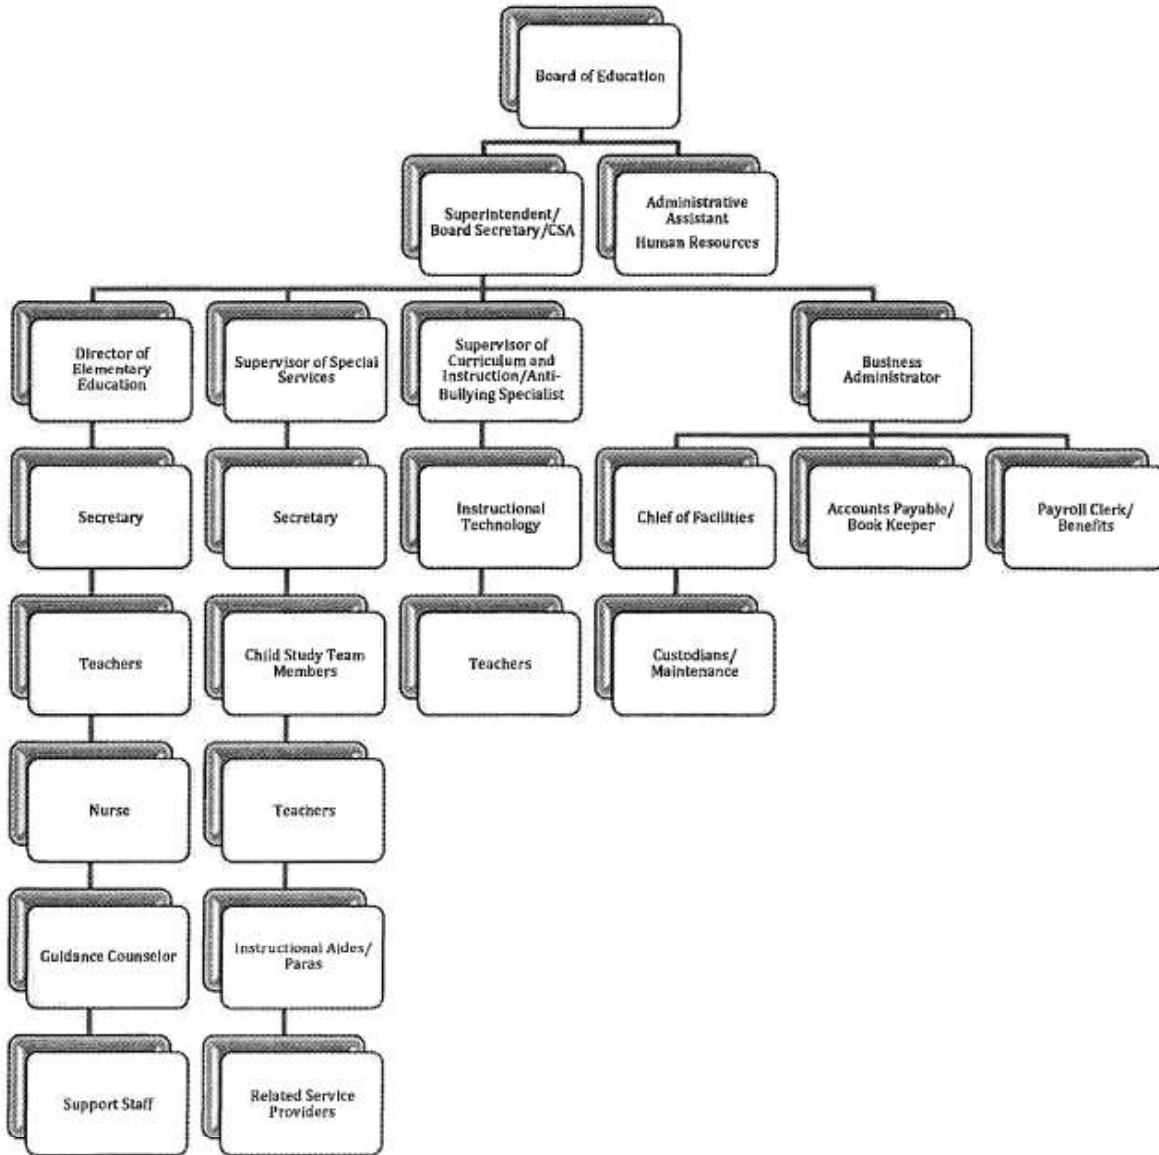 Board of Education
Superintendent/
Board Secretary/CSA
Administrative
Assistant
Human Resources
Director of
Elementary
Education
Supervisor of Special
Services
Supervisor of
Curriculum and
Instruction/Anti-
Bullying Specialist
Business
Administrator
Secretary
Secretary
Instructional
Technology
Chief of Facilities
Accounts Payable/
Book Keeper
Payroll Clerk/
Benefits
Teachers
Child Study Team
Members
Teachers
Custodians/
Maintenance
Nurse
Teachers
Guidance Counselor
Instructional Aides/
Paras
Support Staff
Related Service
Providers